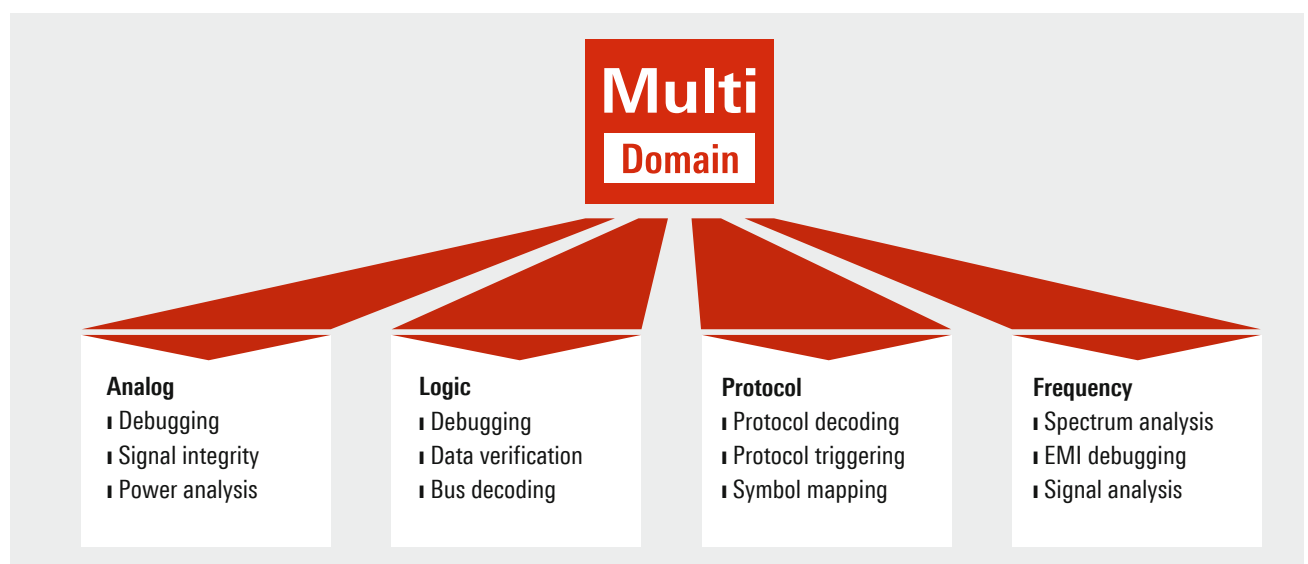 Multi
Domain
Analog
Debugging
Signal integrity
Power analysis
Logic
Debugging
Data verification
Bus decoding
Protocol
Protocol decoding
Protocol triggering
Symbol mapping
Frequency
Spectrum analysis
EMI debugging
Signal analysis